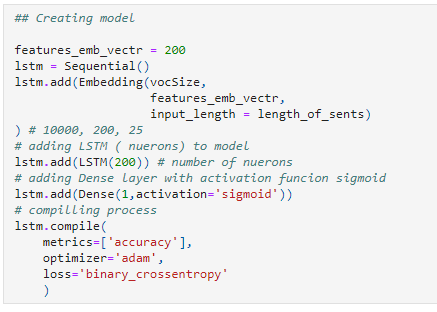 ## Creating model
features_emb_vectr = 200
lstm = Sequential()
lstm.add(Embedding(vocSize,
features_emb_vectr,
input_length = length_of_sents)
) # 10000, 200, 25
# adding LSTM ( nuerons) to model
lstm.add(LSTM(200)) # number of nuerons
# adding Dense layer with activation funcion sigmoid
lstm.add(Dense(1,activation='sigmoid'))
# compilling process
lstm.compile(
metrics=['accuracy'],
optimizer='adam',
loss='binary_crossentropy'
)